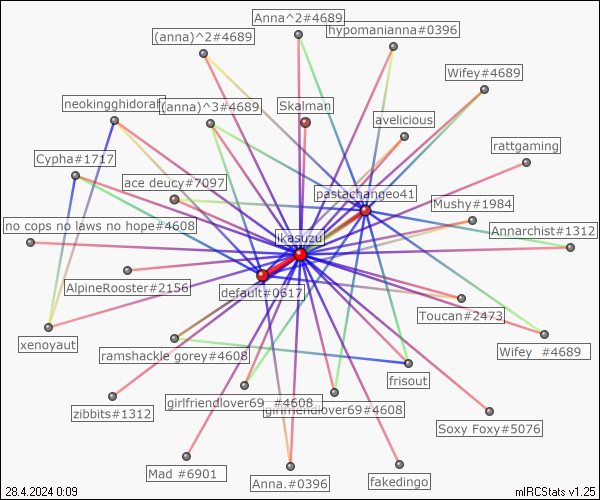 Anna^2#4689
hypomanianna#0396
(anna)^2#4689
Wifey#4689
neokingghidorah
(anna)^3#4689
Skalman
avelicious
rattgaming
Cypha#1717
ace deucy#7097
pastachangeo41
Mushy#1984
no cops no laws no hope#4608
Annarchist#1312
ikasuzu
AlpineRooster#2156
default#0617
Toucan#2473
xenoyaut
ramshackle gorey#4608
Wifey_#4689
frisout
zibbits#1312
girlfriendlover69_#4608
girlfriendlover69#4608
Soxy Foxy#5076
Mad #6901
Anna.#0396
fakedingo
28.4.2024 0:09
mIRCStats v1.25